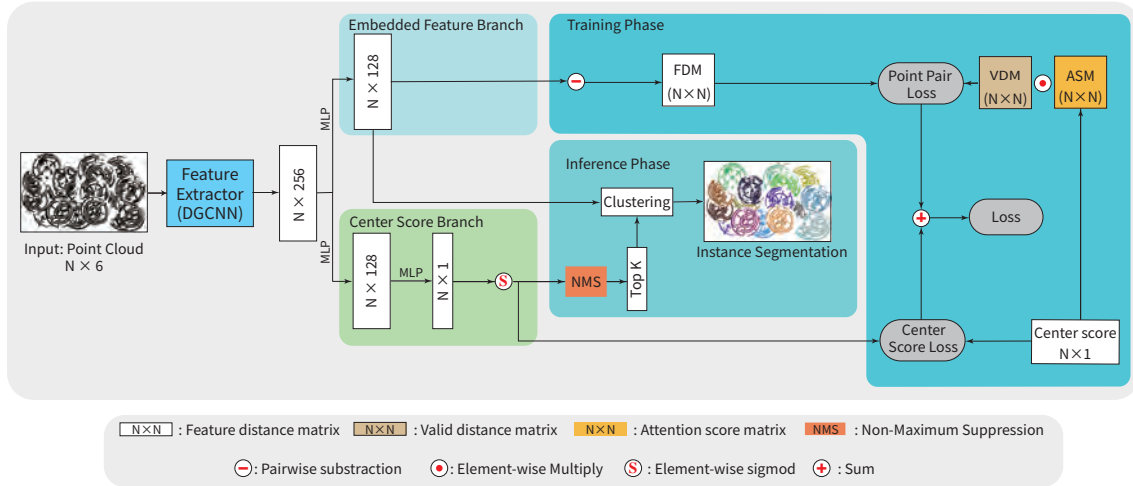 Embedded Feature Branch
Training Phase
N × 128
MLP
FDM
(N×N)
Point Pair
Loss
VDM
(N×N)
ASM
(N×N)
Input: Point Cloud
N × 6
Feature
Extractor
(DGCNN)
N × 256
MLP
Inference Phase
Clustering
Instance Segmentation
Loss
Center Score Branch
N × 128
MLP
N × 1
S
NMS
Top K
Center
Score Loss
Center score
N×1
N×N : Feature distance matrix
N×N : Valid distance matrix
N×N : Attention score matrix
NMS : Non-Maximum Suppression
: Pairwise substraction
: Element-wise Multiply
S : Element-wise sigmod
: Sum